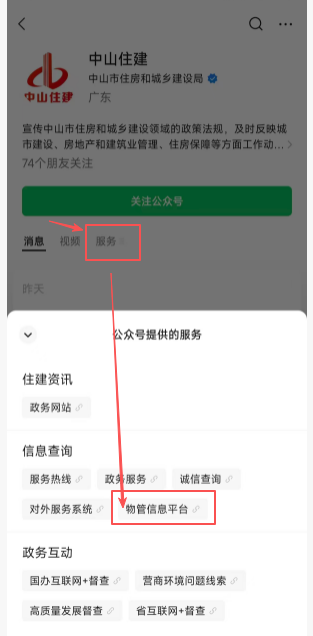 中山住建
中山住建
中山市住房和城乡建设局
广东
宣传中山市住房和城乡建设领域的政策法规，及时反映城
市建设、房地产和建筑业管理、住房保障等方面工作动...
74个朋友关注
关注公众号
消息 视频 服务
昨天
公众号提供的服务
住建资讯
政务网站
信息查询
服务热线 政务服务 诚信查询
对外服务系统 物管信息平台
政务互动
国办互联网+督查 营商环境问题线索
高质量发展督查 省互联网+督查